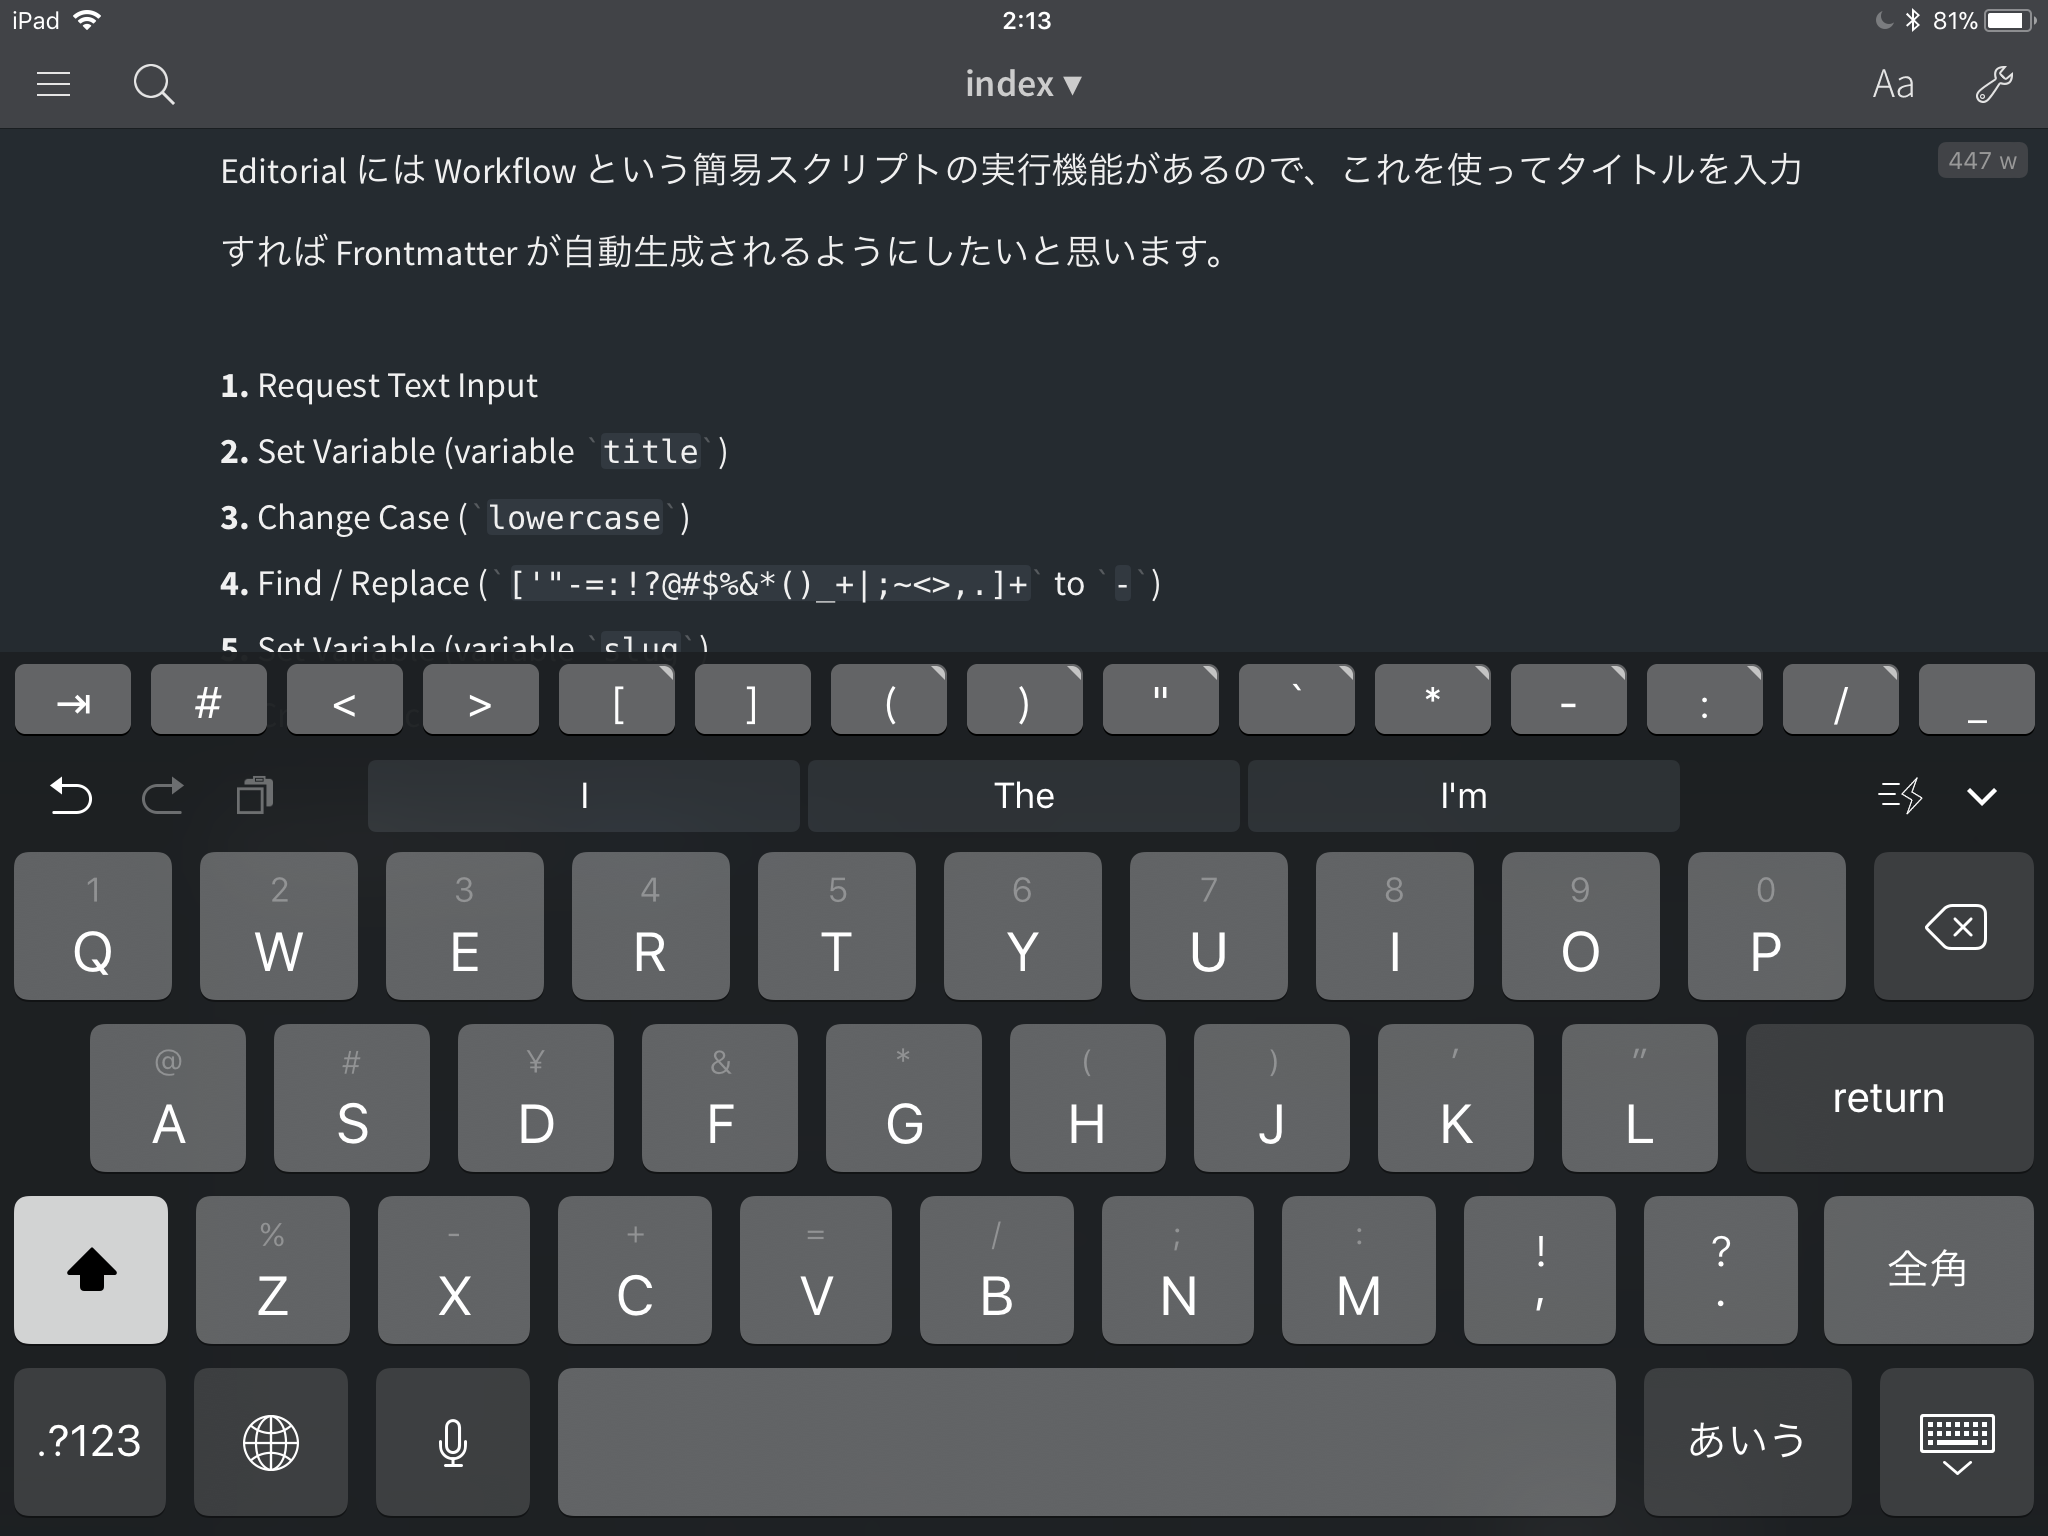 iPad 2:13 81%
index ▾ Aa
447 w
Editorial には Workflow という簡易スクリプトの実行機能があるので、これを使ってタイトルを入力
すれば Frontmatter が自動生成されるようにしたいと思います。
1. Request Text Input
2. Set Variable (variable `title`)
3. Change Case (`lowercase`)
4. Find / Replace (`['"-=:!?@#$%&*()_+|;~<>,.]+` to `-`)
5. Set Variable (variable `slug`)
⇥ # < > [ ] ( ) " ` * - : / _
I The I'm
1 2 3 4 5 6 7 8 9 0
Q W E R T Y U I O P
@ # ¥ & * ( ) ' "
A S D F G H J K L return
% - + = / ; : ! ?
Z X C V B N M , . 全角
.?123 あいう